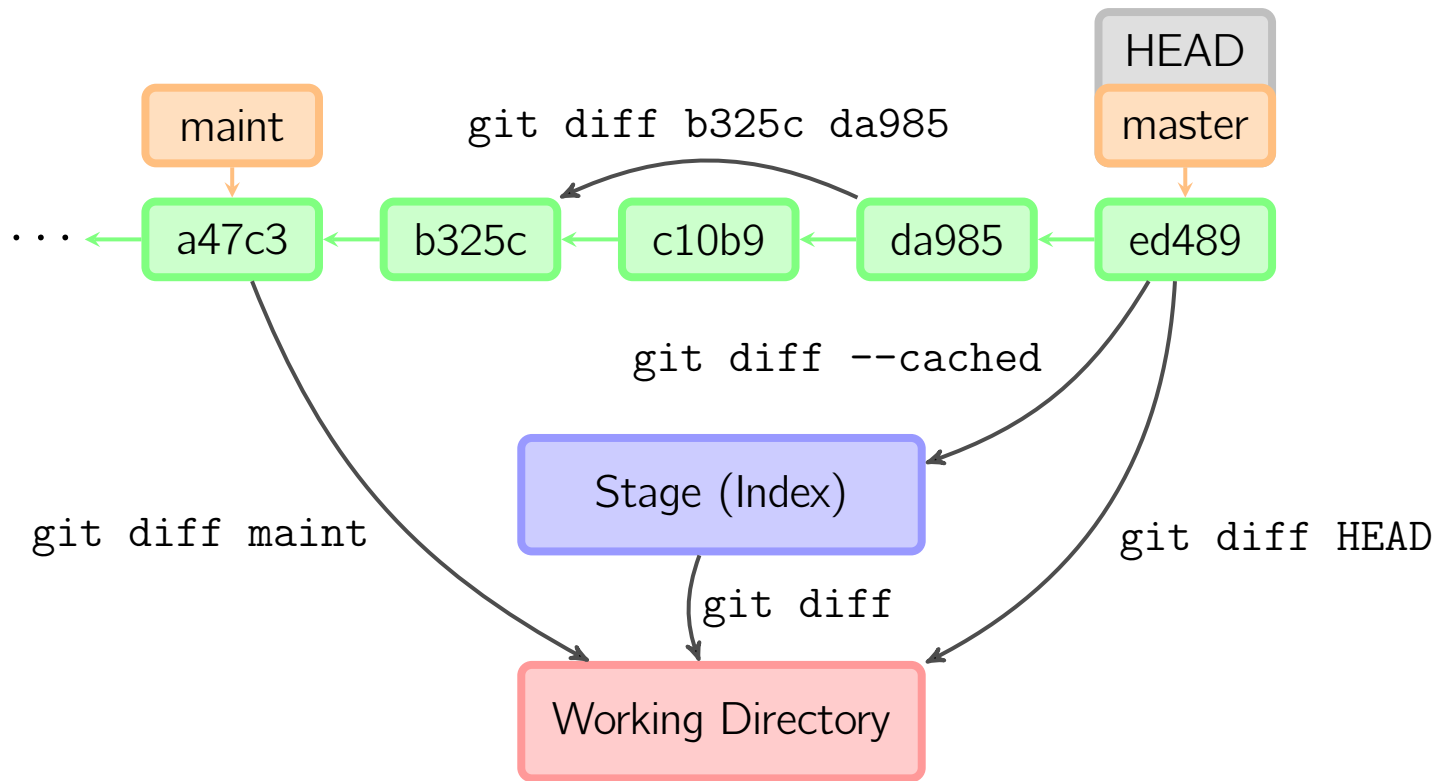 HEAD
maint
git diff b325c da985
master
...
a47c3
b325c
c10b9
da985
ed489
git diff --cached
Stage (Index)
git diff maint
git diff HEAD
git diff
Working Directory